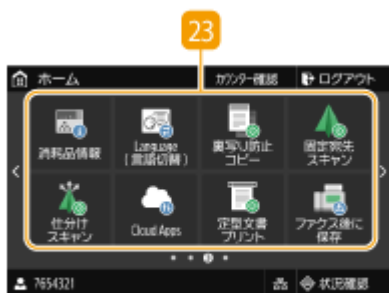 23
ホーム
カウンター確認
ログアウト
消耗品情報
Language
(言語切替)
裏写り防止
コピー
固定宛先
スキャン
仕分け
スキャン
Cloud Apps
定型文書
プリント
ファクス後に
保存
7654321
状況確認